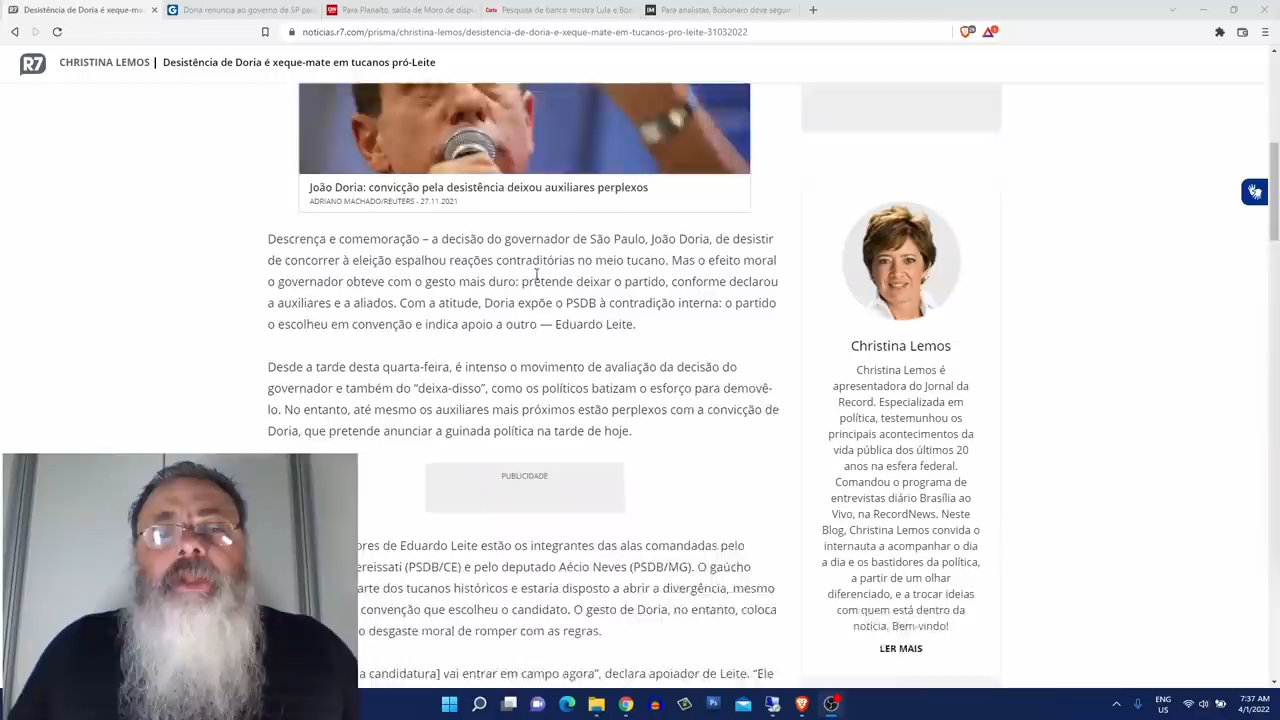 Desistência de Doria é xeque-ma
Doria renuncia ao governo de SP par
Para Planalto, saída de Moro de disp
Pesquisa de banco mostra Lula e Bo
Para analistas, Bolsonaro deve segui
noticias.r7.com/prisma/christina-lemos/desistencia-de-doria-e-xeque-mate-em-tucanos-pro-leite-31032022
R7 CHRISTINA LEMOS | Desistência de Doria é xeque-mate em tucanos pró-Leite
João Doria: convicção pela desistência deixou auxiliares perplexos
ADRIANO MACHADO/REUTERS - 27.11.2021
Descrença e comemoração – a decisão do governador de São Paulo, João Doria, de desistir
de concorrer à eleição espalhou reações contraditórias no meio tucano. Mas o efeito moral
o governador obteve com o gesto mais duro: pretende deixar o partido, conforme declarou
a auxiliares e a aliados. Com a atitude, Doria expõe o PSDB à contradição interna: o partido
o escolheu em convenção e indica apoio a outro — Eduardo Leite.
Desde a tarde desta quarta-feira, é intenso o movimento de avaliação da decisão do
governador e também do “deixa-disso”, como os políticos batizam o esforço para demovê-
lo. No entanto, até mesmo os auxiliares mais próximos estão perplexos com a convicção de
Doria, que pretende anunciar a guinada política na tarde de hoje.
PUBLICIDADE
ores de Eduardo Leite estão os integrantes das alas comandadas pelo
ereissati (PSDB/CE) e pelo deputado Aécio Neves (PSDB/MG). O gaúcho
arte dos tucanos históricos e estaria disposto a abrir a divergência, mesmo
convenção que escolheu o candidato. O gesto de Doria, no entanto, coloca
o desgaste moral de romper com as regras.
a candidatura] vai entrar em campo agora”, declara apoiador de Leite. “Ele
Christina Lemos
Christina Lemos é
apresentadora do Jornal da
Record. Especializada em
política, testemunhou os
principais acontecimentos da
vida pública dos últimos 20
anos na esfera federal.
Comandou o programa de
entrevistas diário Brasília ao
Vivo, na RecordNews. Neste
Blog, Christina Lemos convida o
internauta a acompanhar o dia
a dia e os bastidores da política,
a partir de um olhar
diferenciado, e a trocar ideias
com quem está dentro da
notícia. Bem-vindo!
LER MAIS
ENG
US
7:37 AM
4/1/2022